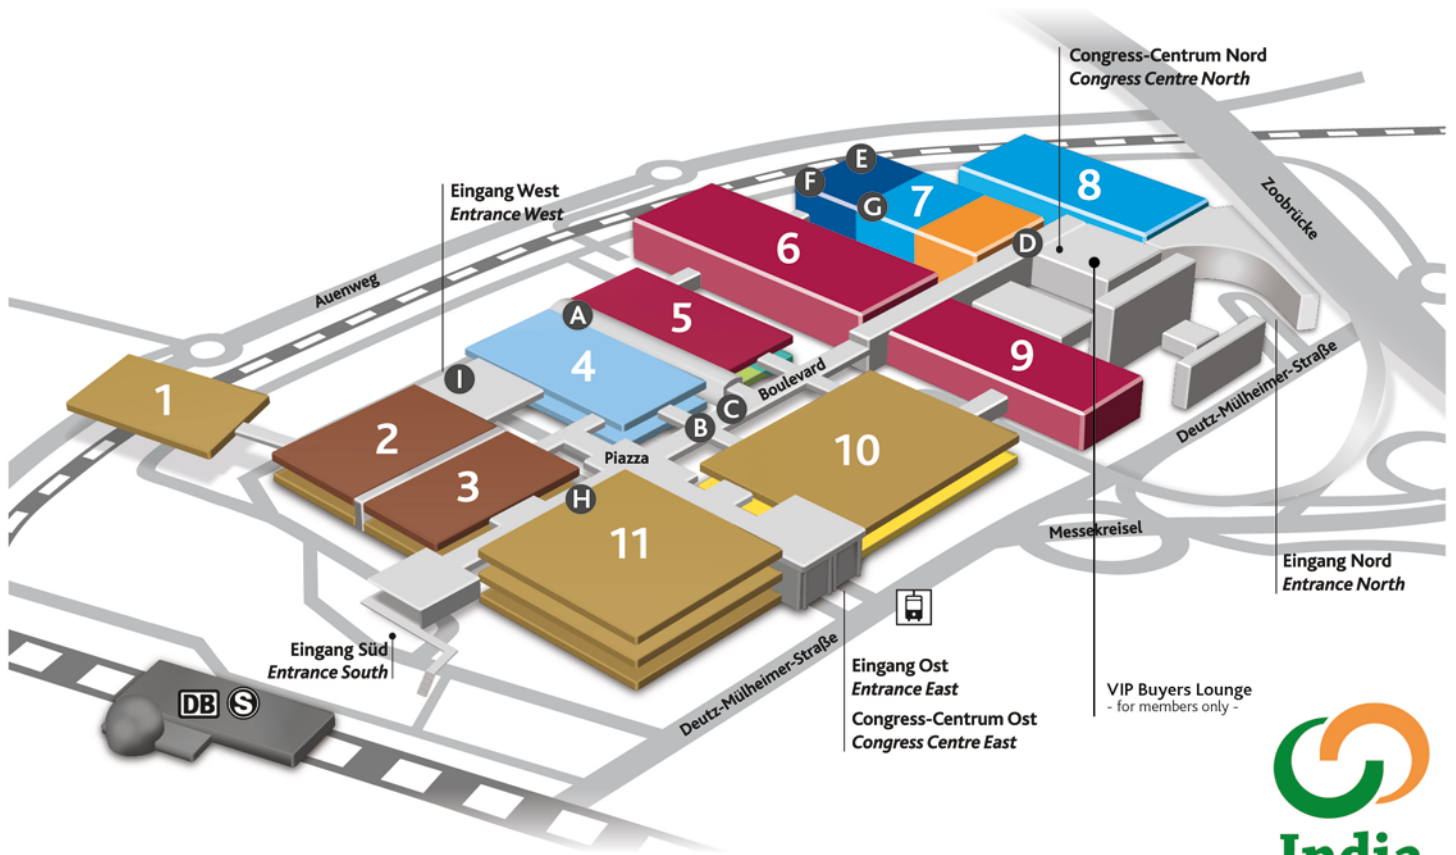 Congress-Centrum Nord
Congress Centre North
Zoobrücke
E
F
G
7
8
Eingang West
Entrance West
D
6
Auenweg
A
5
9
4
I
Boulevard
C
B
1
2
Piazza
10
Deutz-Mülheimer-Straße
3
H
11
Messekreisel
Eingang Nord
Entrance North
Eingang Süd
Entrance South
Eingang Ost
Entrance East
Deutz-Mülheimer-Straße
VIP Buyers Lounge
- for members only -
DB S
Congress-Centrum Ost
Congress Centre East
India